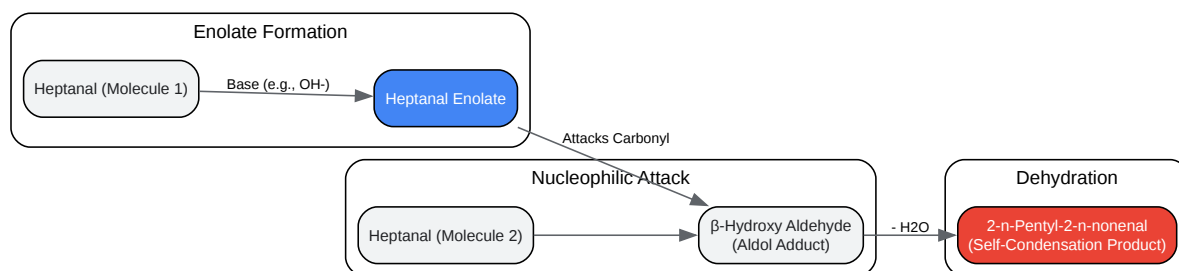 Enolate Formation
Heptanal (Molecule 1)
Base (e.g., OH-)
Heptanal Enolate
Attacks Carbonyl
Nucleophilic Attack
Heptanal (Molecule 2)
β-Hydroxy Aldehyde
(Aldol Adduct)
- H2O
Dehydration
2-n-Pentyl-2-n-nonenal
(Self-Condensation Product)